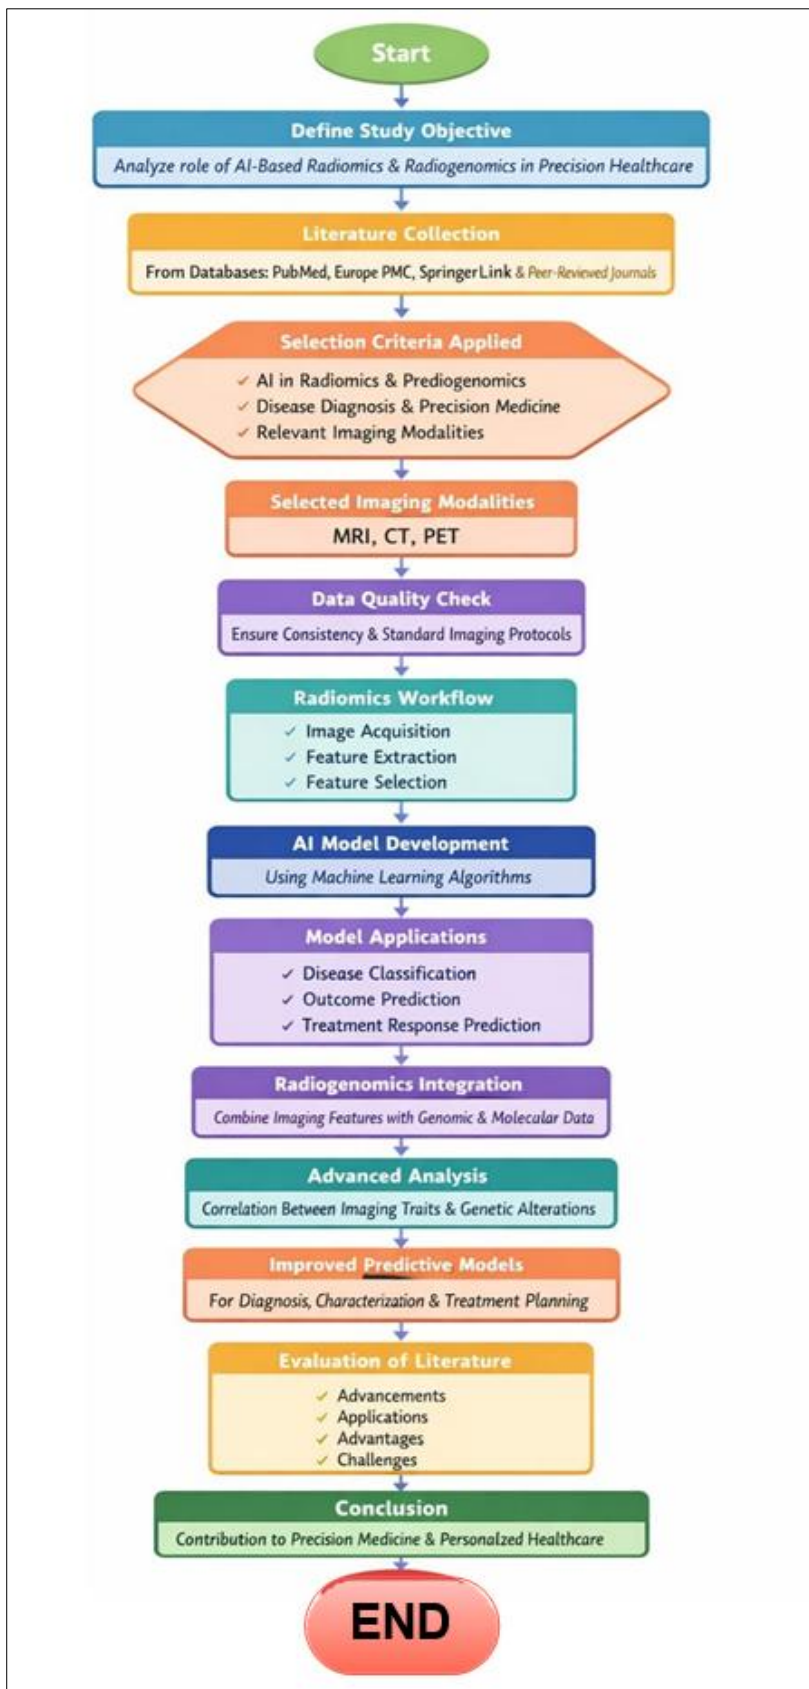 Start
Define Study Objective
Analyze role of AI-Based Radiomics & Radiogenomics in Precision Healthcare
Literature Collection
From Databases: PubMed, Europe PMC, SpringerLink & Peer-Reviewed Journals
Selection Criteria Applied
✓ AI in Radiomics & Prediogenomics
✓ Disease Diagnosis & Precision Medicine
✓ Relevant Imaging Modalities
Selected Imaging Modalities
MRI, CT, PET
Data Quality Check
Ensure Consistency & Standard Imaging Protocols
Radiomics Workflow
✓ Image Acquisition
✓ Feature Extraction
✓ Feature Selection
AI Model Development
Using Machine Learning Algorithms
Model Applications
✓ Disease Classification
✓ Outcome Prediction
✓ Treatment Response Prediction
Radiogenomics Integration
Combine Imaging Features with Genomic & Molecular Data
Advanced Analysis
Correlation Between Imaging Traits & Genetic Alterations
Improved Predictive Models
For Diagnosis, Characterization & Treatment Planning
Evaluation of Literature
✓ Advancements
✓ Applications
✓ Advantages
✓ Challenges
Conclusion
Contribution to Precision Medicine & Personalzed Healthcare
END